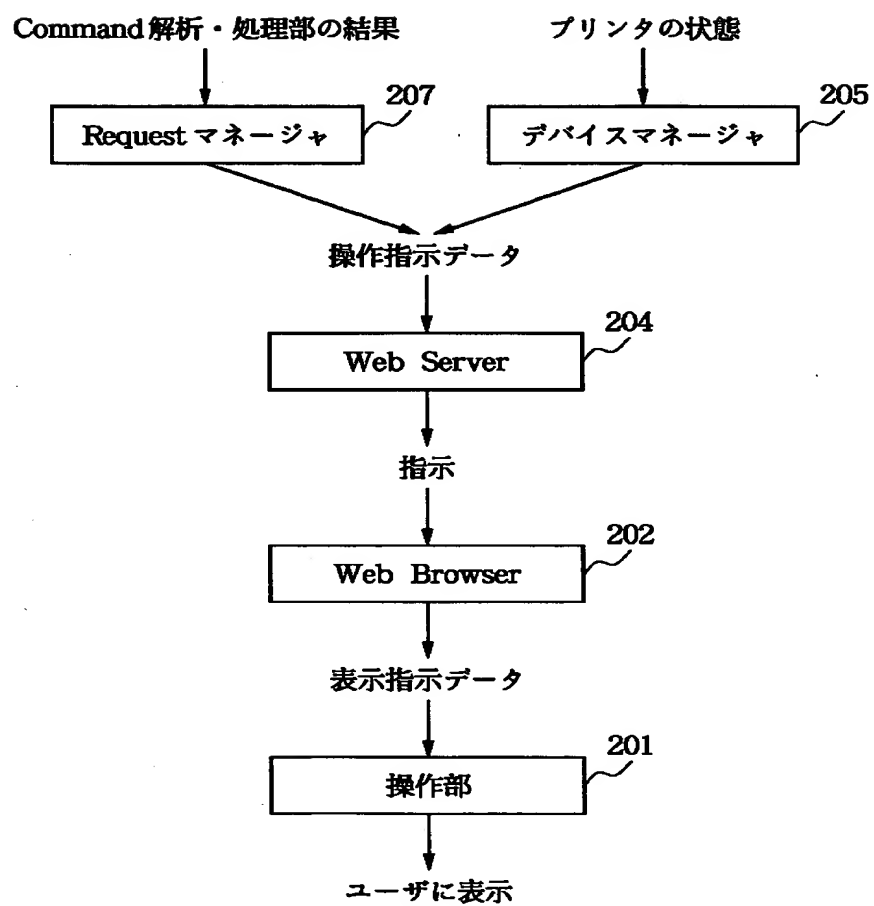 Command解析・処理部の結果
プリンタの状態
207
205
Requestマネージャ
デバイスマネージャ
操作指示データ
204
Web Server
指示
202
Web Browser
表示指示データ
201
操作部
ユーザに表示